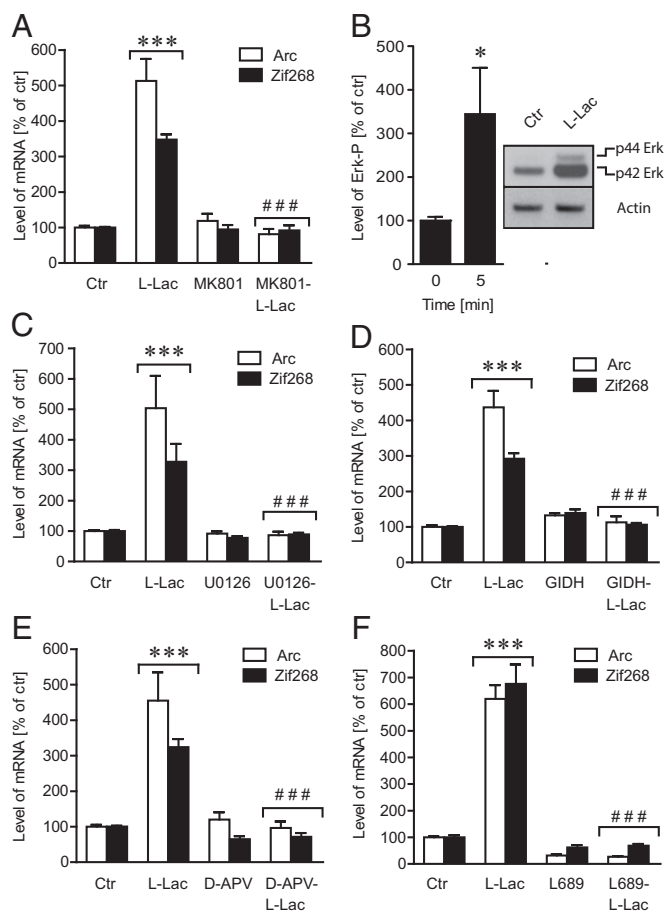 A
***
Arc
Zif268
Level of mRNA [% of ctr]
600
500
400
300
200
100
0
# # #
Ctr
L-Lac
MK801
MK801-
L-Lac
B
*
Level of Erk-P [% of ctr]
500
400
300
200
100
0
0
5
Time [min]
Ctr
L-Lac
p44 Erk
p42 Erk
Actin
C
***
Arc
Zif268
Level of mRNA [% of ctr]
700
600
500
400
300
200
100
0
# # #
Ctr
L-Lac
U0126
U0126-
L-Lac
D
***
Arc
Zif268
Level of mRNA [% of ctr]
600
500
400
300
200
100
0
# # #
Ctr
L-Lac
GIDH
GIDH-
L-Lac
E
***
Arc
Zif268
Level of mRNA [% of ctr]
600
500
400
300
200
100
0
# # #
Ctr
L-Lac
D-APV
D-APV-
L-Lac
F
***
Arc
Zif268
Level of mRNA [% of ctr]
800
700
600
500
400
300
200
100
0
# # #
Ctr
L-Lac
L689
L689-
L-Lac